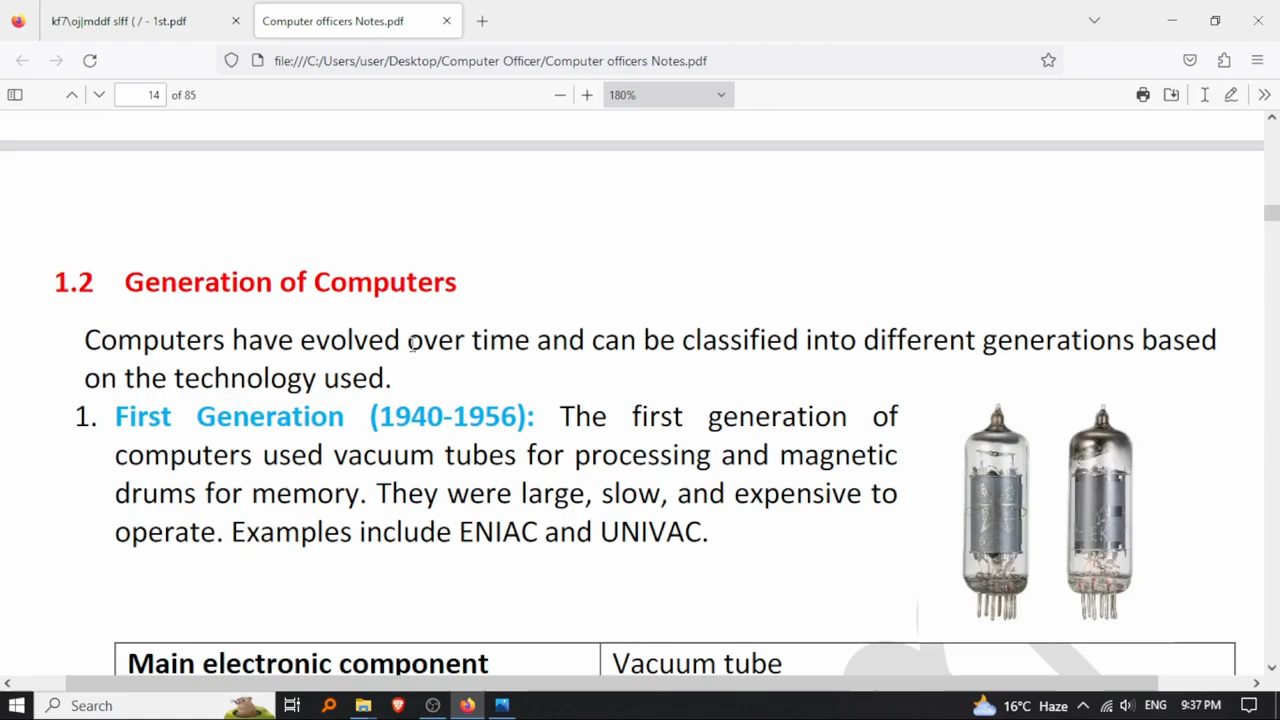 kf7\oj|mddf slff ( / - 1st.pdf
Computer officers Notes.pdf
file:///C:/Users/user/Desktop/Computer Officer/Computer officers Notes.pdf
14 of 85
180%
1.2 Generation of Computers
Computers have evolved over time and can be classified into different generations based
on the technology used.
1. First Generation (1940-1956): The first generation of
computers used vacuum tubes for processing and magnetic
drums for memory. They were large, slow, and expensive to
operate. Examples include ENIAC and UNIVAC.
Main electronic component Vacuum tube
Search
16°C Haze
ENG
9:37 PM